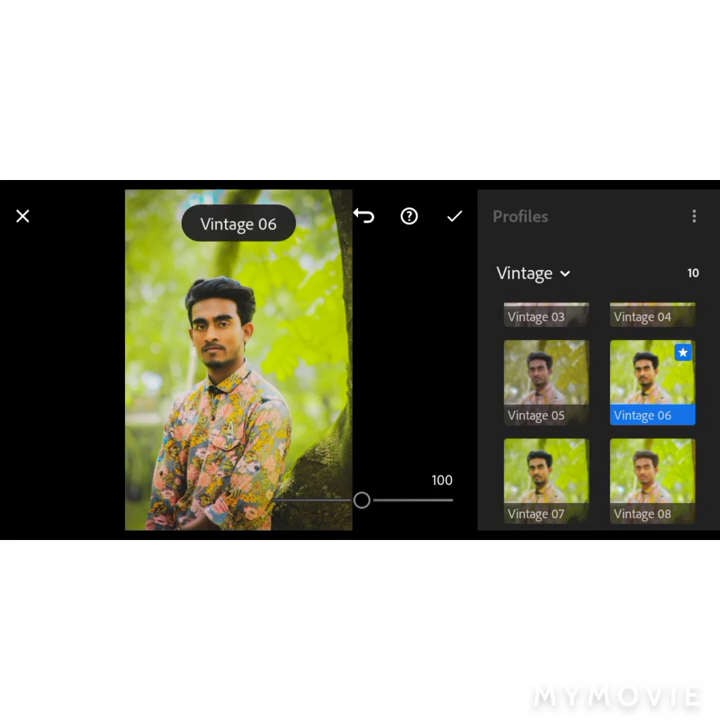 Vintage 06
Profiles
Vintage
10
Vintage 03
Vintage 04
Vintage 05
Vintage 06
Vintage 07
Vintage 08
100
MYMOVIE